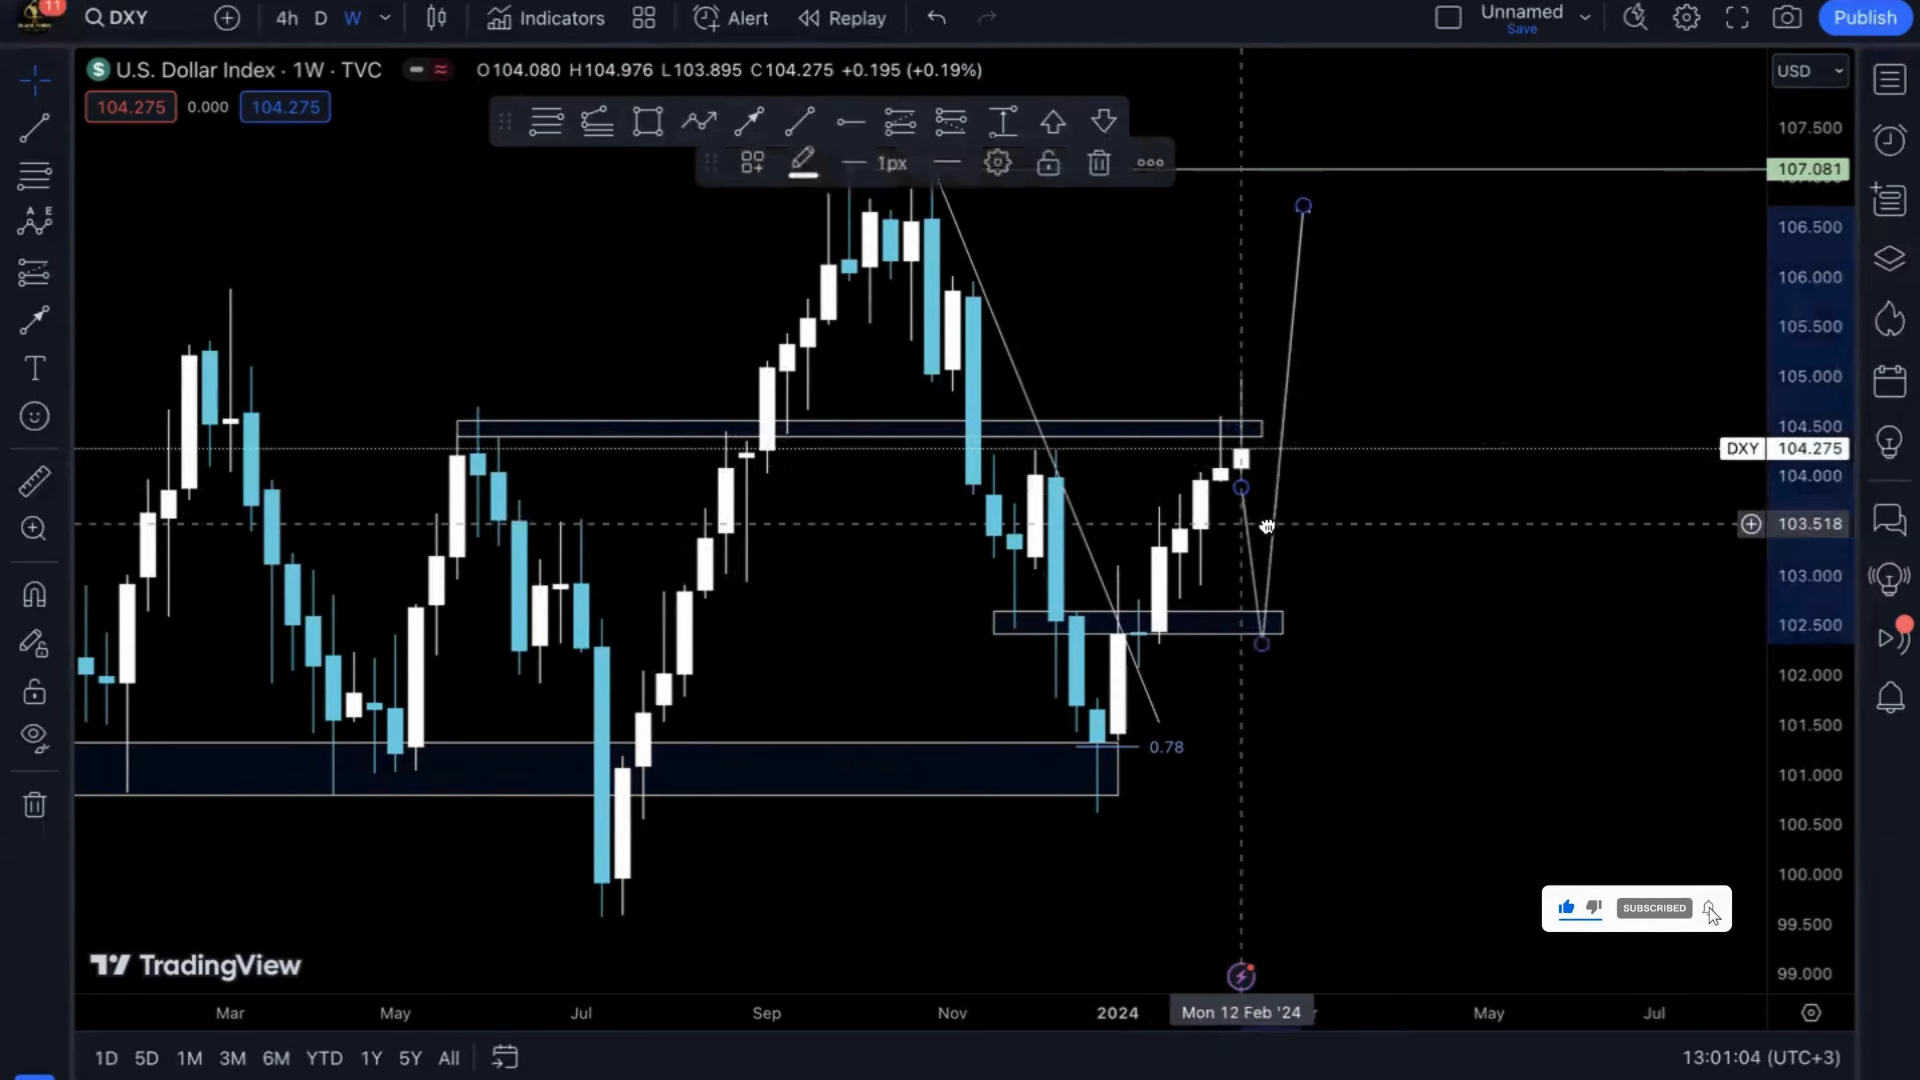 11
DXY
4h D W
Indicators
Alert
Replay
Unnamed
Save
Publish
U.S. Dollar Index · 1W · TVC
O104.080 H104.976 L103.895 C104.275 +0.195 (+0.19%)
USD
104.275 0.000 104.275
1px
107.500
107.081
106.500
106.000
105.500
105.000
104.500
DXY 104.275
104.000
103.518
103.000
102.500
102.000
101.500
0.78
101.000
100.500
100.000
SUBSCRIBED
99.500
TradingView
99.000
Mar May Jul Sep Nov 2024 Mon 12 Feb '24 May Jul
1D 5D 1M 3M 6M YTD 1Y 5Y All
13:01:04 (UTC+3)